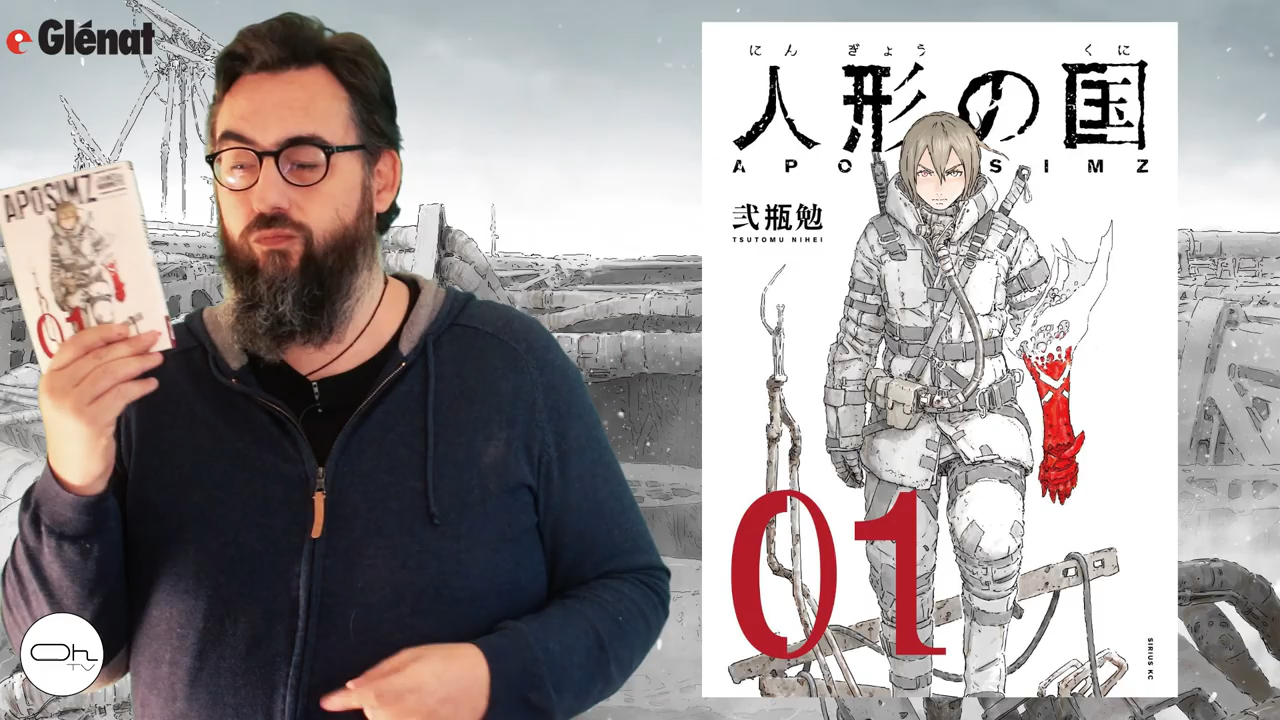 e Glénat
APOSIMZ
01
Oh
TV
にんぎょう くに
人形の国
APOSIMZ
弐瓶勉
TSUTOMU NIHEI
01
SIRIUS KC